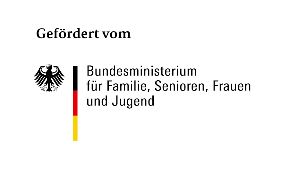 Gefördert vom
Bundesministerium
für Familie, Senioren, Frauen
und Jugend